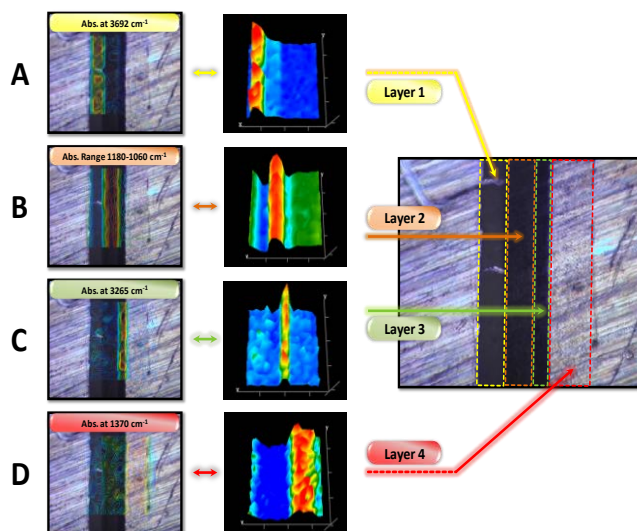 A
Abs. at 3692 cm-1
Layer 1
B
Abs. Range 1180-1060 cm-1
Layer 2
C
Abs. at 3265 cm-1
Layer 3
D
Abs. at 1370 cm-1
Layer 4